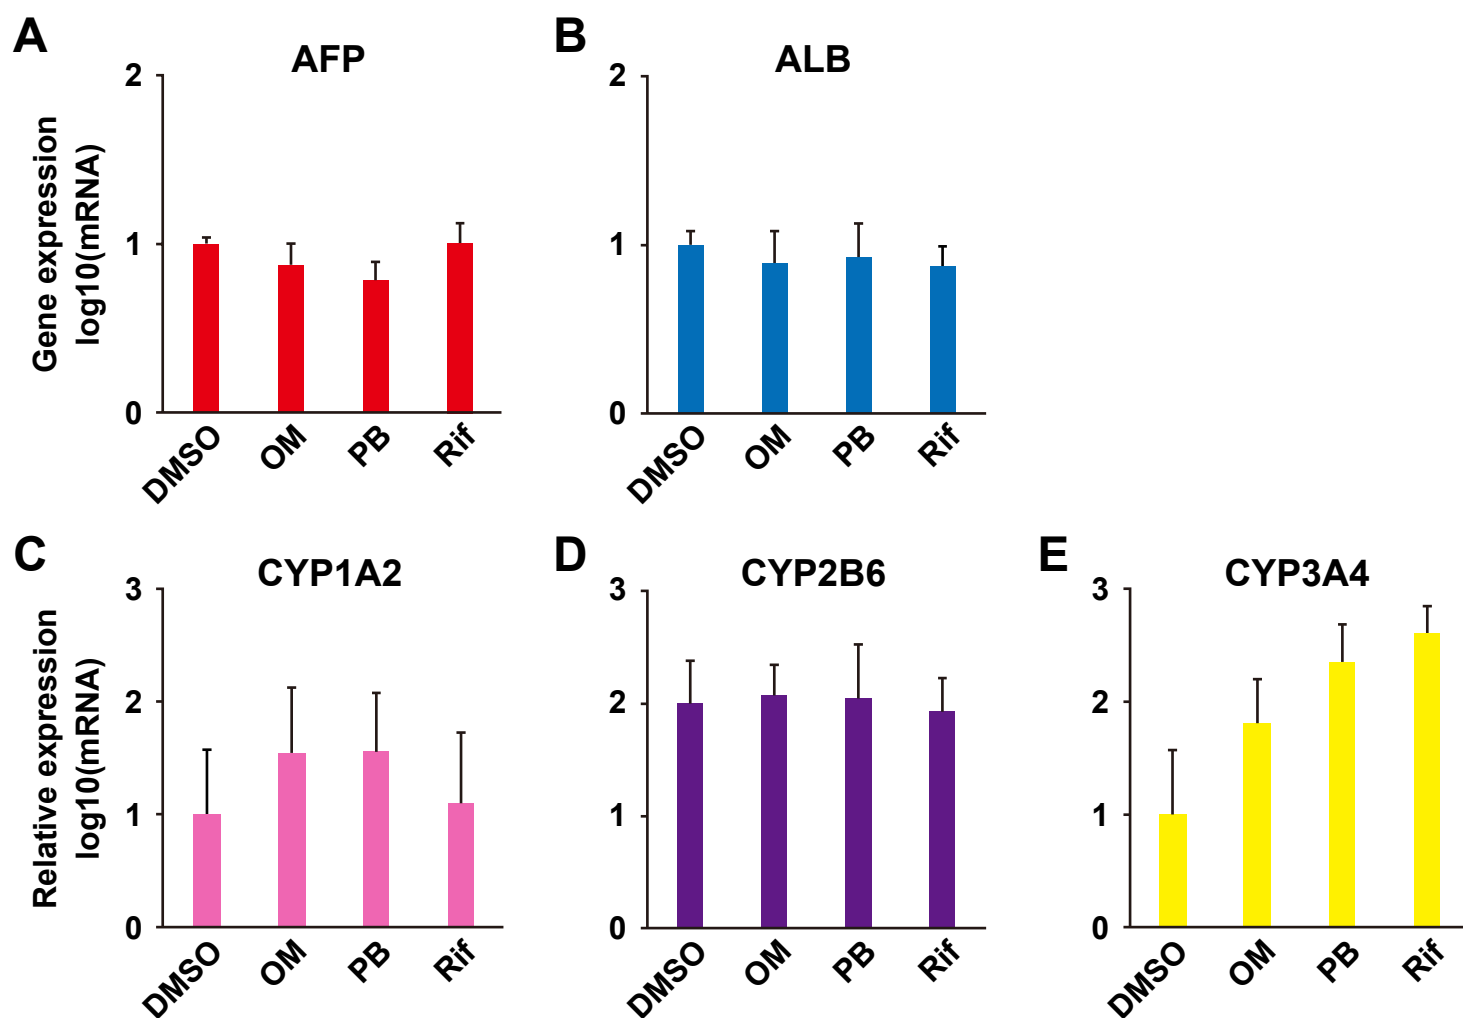 A
AFP
Gene expression
log10(mRNA)
2
1
0
DMSO
OM
PB
Rif
B
ALB
2
1
0
DMSO
OM
PB
Rif
C
CYP1A2
Relative expression
log10(mRNA)
3
2
1
0
DMSO
OM
PB
Rif
D
CYP2B6
3
2
1
0
DMSO
OM
PB
Rif
E
CYP3A4
3
2
1
0
DMSO
OM
PB
Rif